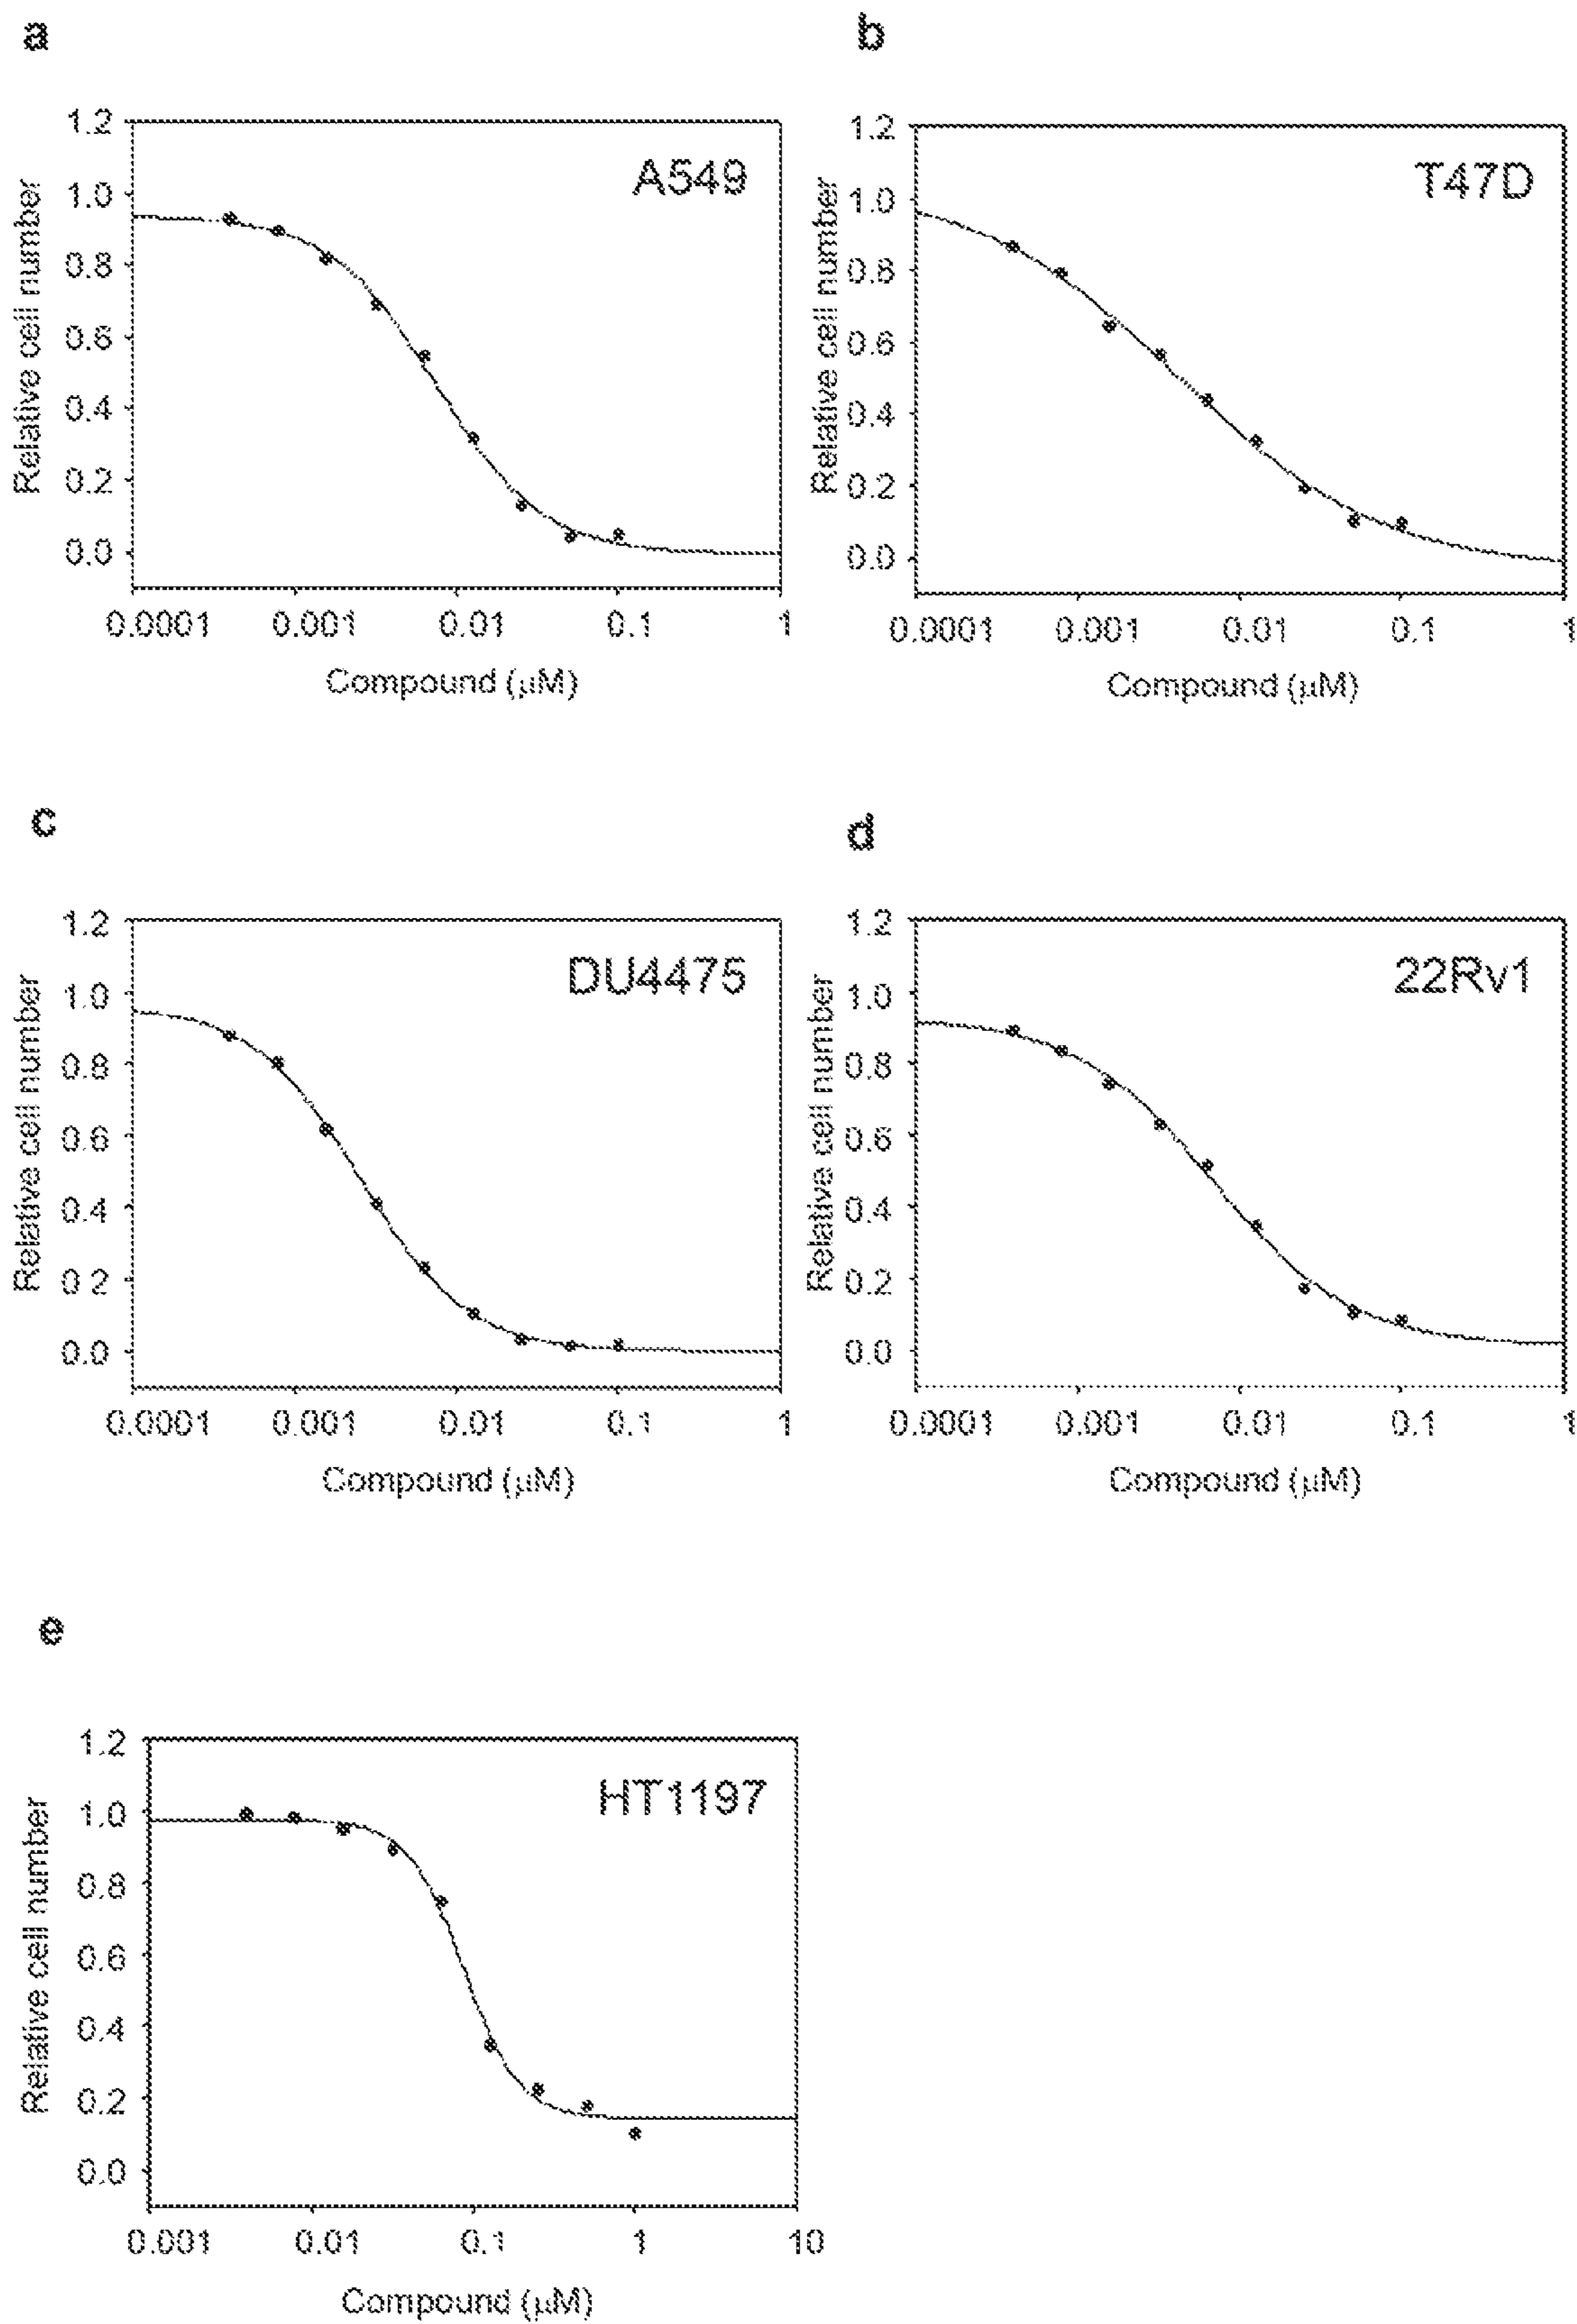 a
b
1.2
1.0
0.8
0.6
0.4
0.2
0.0
Relative cell number
A549
0.0001 0.001 0.01 0.1 1
Compound (μM)
1.2
1.0
0.8
0.6
0.4
0.2
0.0
Relative cell number
T47D
0.0001 0.001 0.01 0.1 1
Compound (μM)
c
d
1.2
1.0
0.8
0.6
0.4
0.2
0.0
Relative cell number
DU4475
0.0001 0.001 0.01 0.1 1
Compound (μM)
1.2
1.0
0.8
0.6
0.4
0.2
0.0
Relative cell number
22Rv1
0.0001 0.001 0.01 0.1 1
Compound (μM)
e
1.2
1.0
0.8
0.6
0.4
0.2
0.0
Relative cell number
HT1197
0.001 0.01 0.1 1 10
Compound (μM)